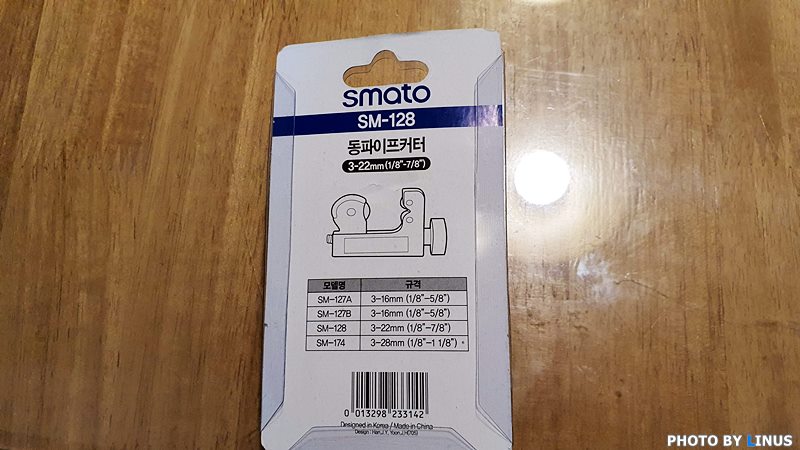 smato
SM-128
동파이프커터
3-22mm (1/8"-7/8")
모델명 규격
SM-127A 3-16mm (1/8"-5/8")
SM-127B 3-16mm (1/8"-5/8")
SM-128 3-22mm (1/8"-7/8")
SM-174 3-28mm (1/8"-1 1/8")
0 013298 233142
Designed in Korea / Made in China
Design : Han.J.Y, Yoon.J.H
PHOTO BY LINUS